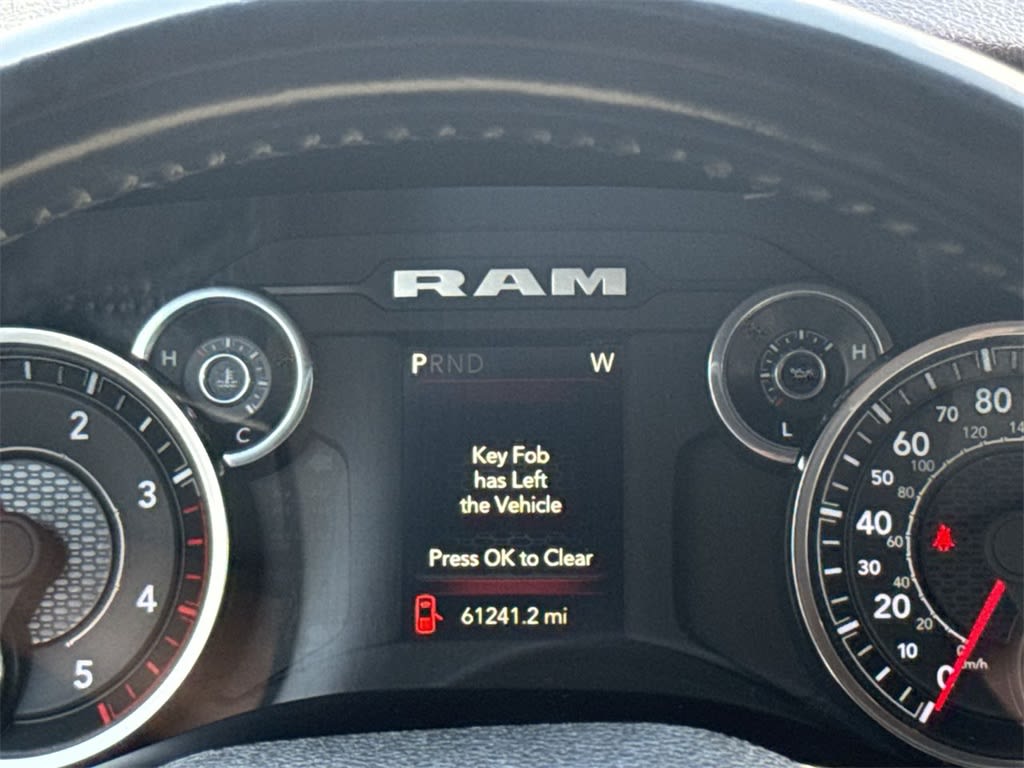 RAM
PRND W
H
C
H
L
Key Fob
has Left
the Vehicle
Press OK to Clear
61241.2 mi
2
3
4
5
0
10
20
30
40
50
60
70
80
0
20
40
60
80
100
120